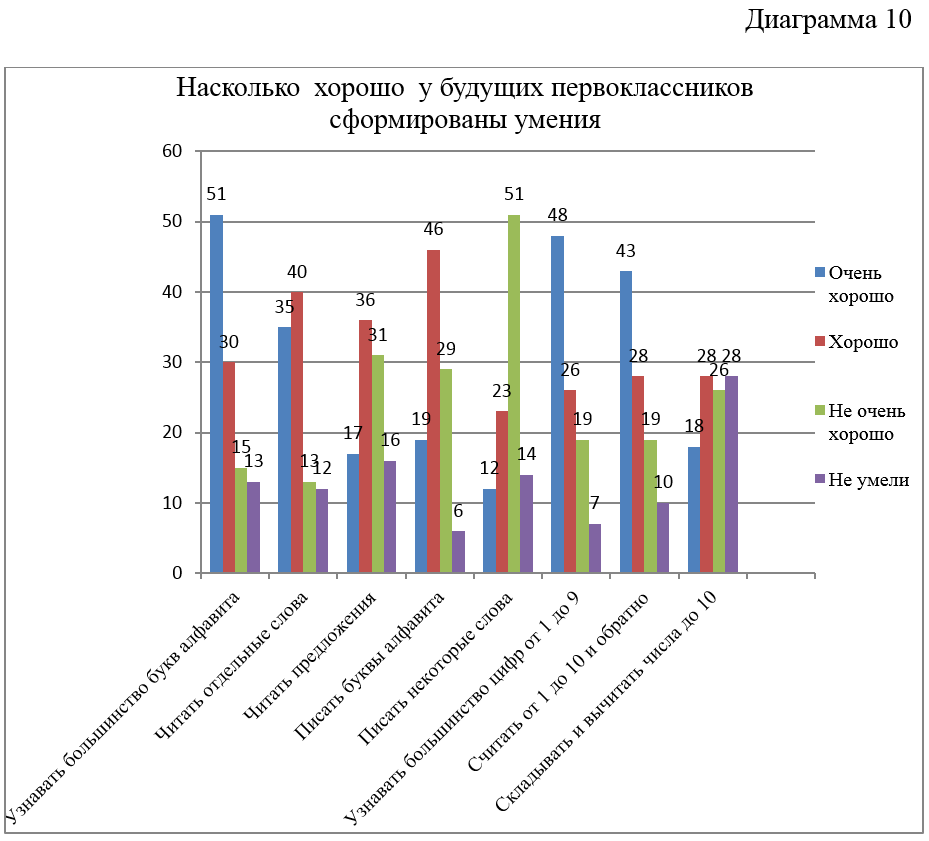 Диаграмма 10
Насколько хорошо у будущих первоклассников
сформированы умения
60
50
40
30
20
10
0
51
30
15
13
35
40
13
12
17
36
31
16
19
46
29
6
12
23
51
14
48
26
19
7
43
28
19
10
18
28
26
28
Узнавать большинство букв алфавита
Читать отдельные слова
Читать предложения
Писать буквы алфавита
Писать некоторые слова
Узнавать большинство цифр от 1 до 9
Считать от 1 до 10 и обратно
Складывать и вычитать числа до 10
Очень
хорошо
Хорошо
Не очень
хорошо
Не умели